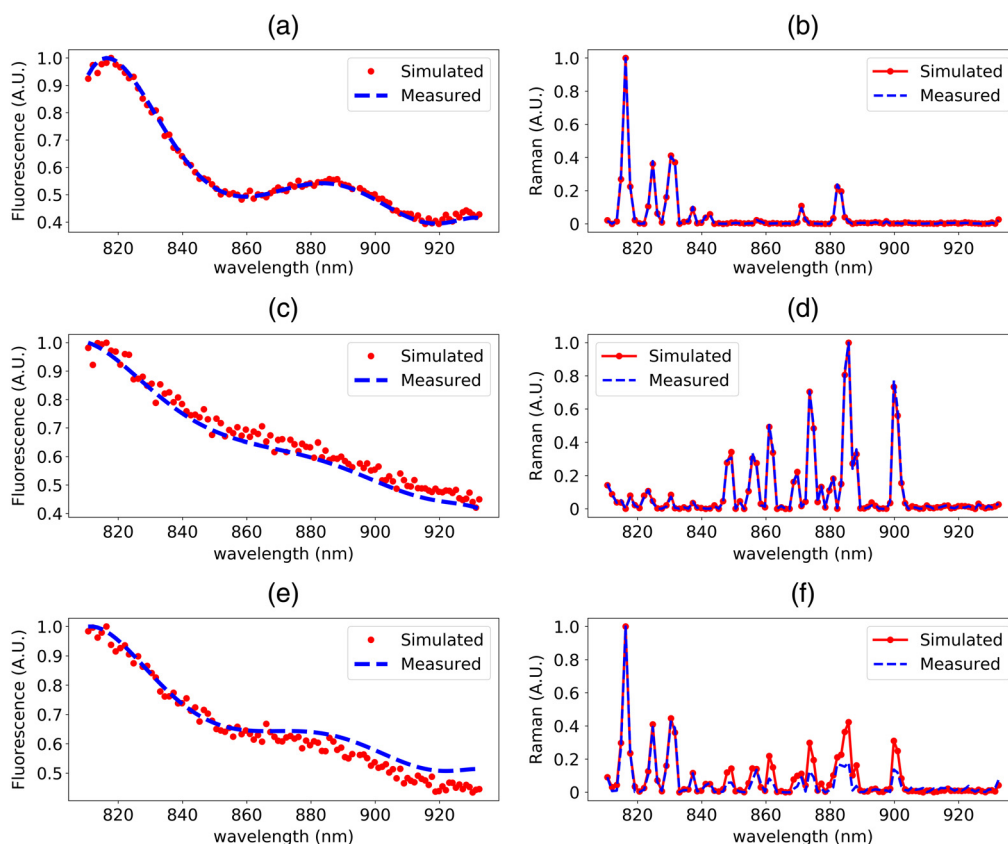 (a)
Fluorescence (A.U.)
1.0
0.9
0.8
0.7
0.6
0.5
0.4
Simulated
Measured
820 840 860 880 900 920
wavelength (nm)
(b)
Raman (A.U.)
1.0
0.8
0.6
0.4
0.2
0
Simulated
Measured
820 840 860 880 900 920
wavelength (nm)
(c)
Fluorescence (A.U.)
1.0
0.9
0.8
0.7
0.6
0.5
0.4
Simulated
Measured
820 840 860 880 900 920
wavelength (nm)
(d)
Raman (A.U.)
1.0
0.8
0.6
0.4
0.2
0
Simulated
Measured
820 840 860 880 900 920
wavelength (nm)
(e)
Fluorescence (A.U.)
1.0
0.9
0.8
0.7
0.6
0.5
Simulated
Measured
820 840 860 880 900 920
wavelength (nm)
(f)
Raman (A.U.)
1.0
0.8
0.6
0.4
0.2
0
Simulated
Measured
820 840 860 880 900 920
wavelength (nm)